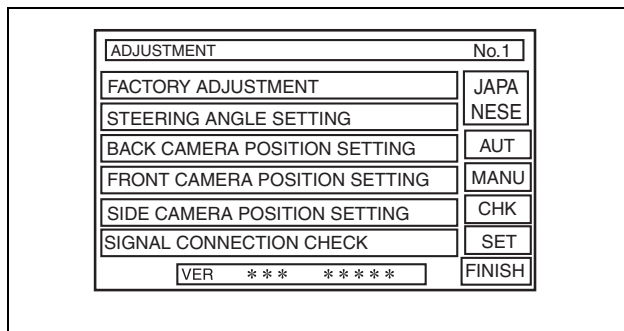 ADJUSTMENT No.1
FACTORY ADJUSTMENT
STEERING ANGLE SETTING
BACK CAMERA POSITION SETTING
FRONT CAMERA POSITION SETTING
SIDE CAMERA POSITION SETTING
SIGNAL CONNECTION CHECK
VER *** *****
JAPA
NESE
AUT
MANU
CHK
SET
FINISH